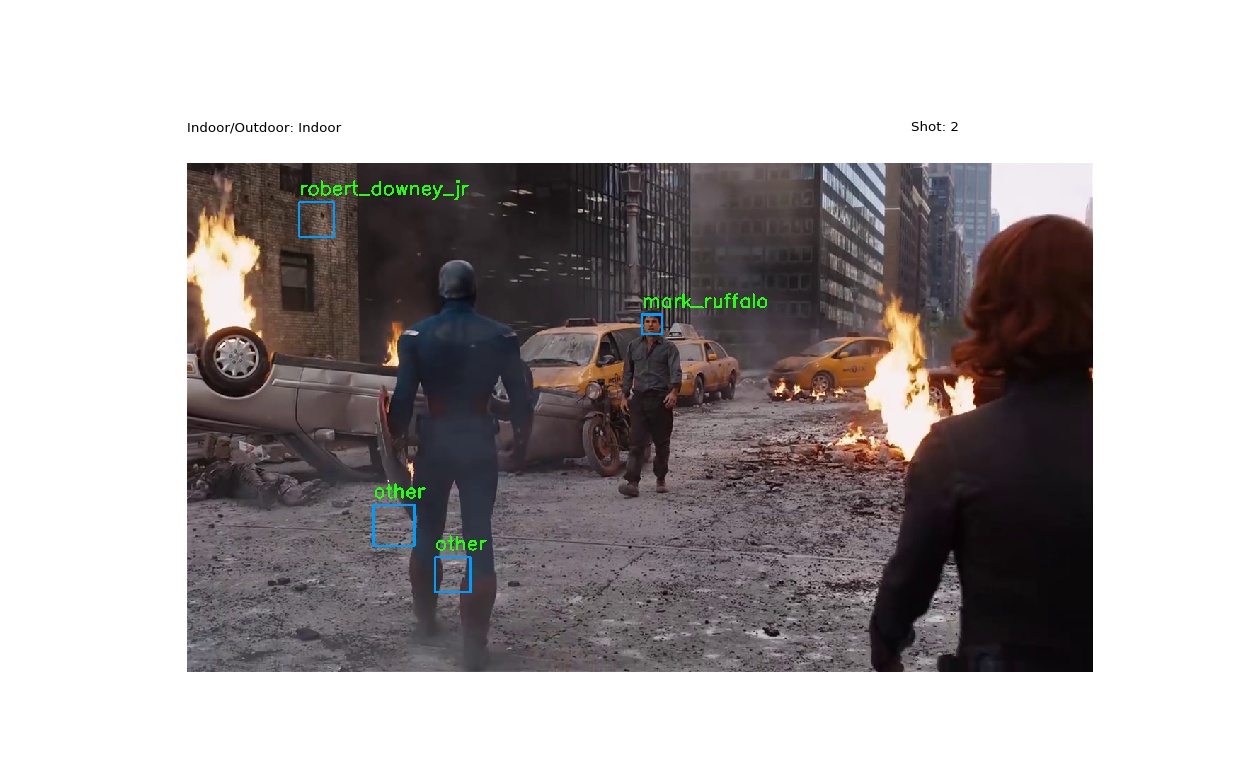 Indoor/Outdoor: Indoor
Shot: 2
robert_downey_jr
mark_ruffalo
other
other